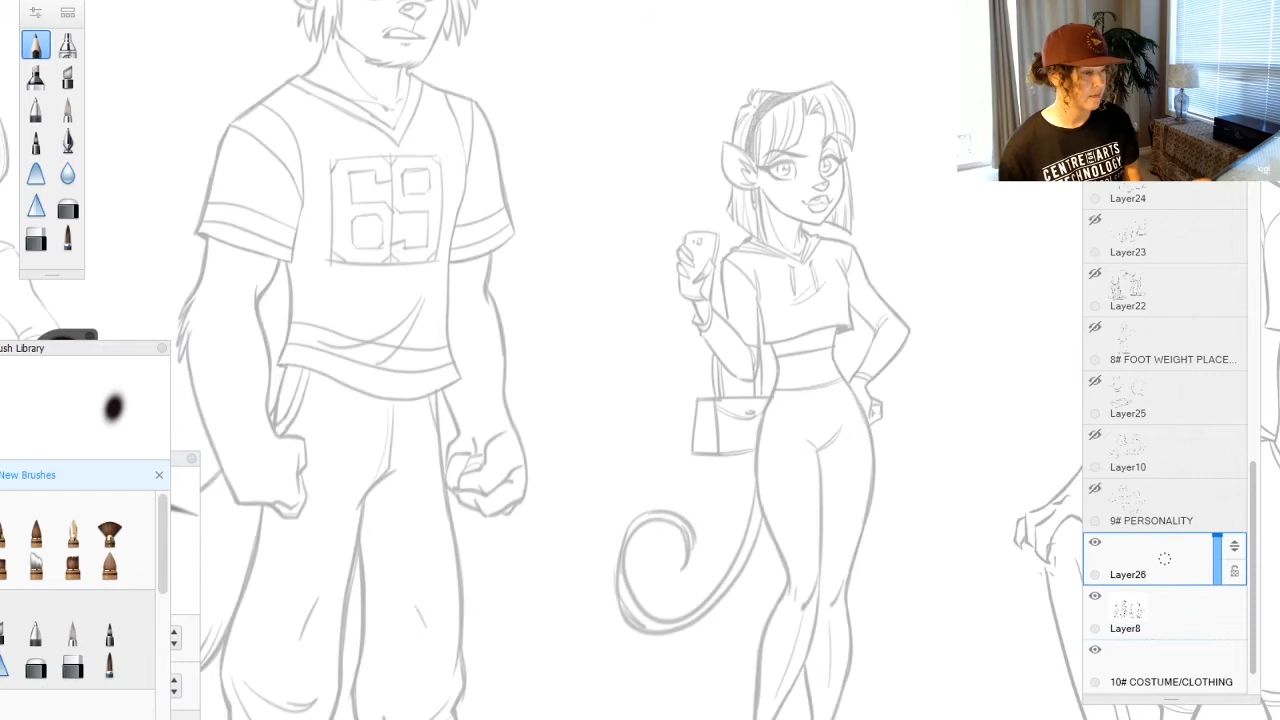 69
CENTRE FOR ARTS
TECHNOLOGY
Layer24
Layer23
Layer22
8# FOOT WEIGHT PLACE...
Layer25
Layer10
9# PERSONALITY
Layer26
Layer8
10# COSTUME/CLOTHING
ush Library
New Brushes